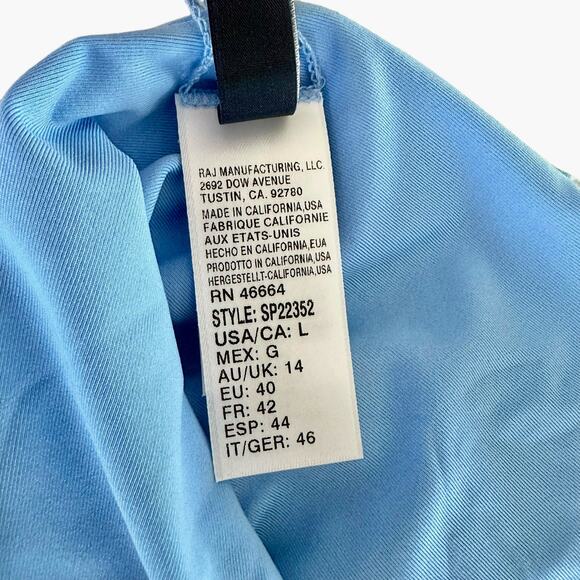 RAJ MANUFACTURING, LLC.
2692 DOW AVENUE
TUSTIN, CA. 92780
MADE IN CALIFORNIA,USA
FABRIQUE CALIFORNIE
AUX ETATS-UNIS
HECHO EN CALIFORNIA,EUA
PRODOTTO IN CALIFORNIA,USA
HERGESTELLT-CALIFORNIA,USA
RN 46664
STYLE: SP22352
USA/CA: L
MEX: G
AU/UK: 14
EU: 40
FR: 42
ESP: 44
IT/GER: 46